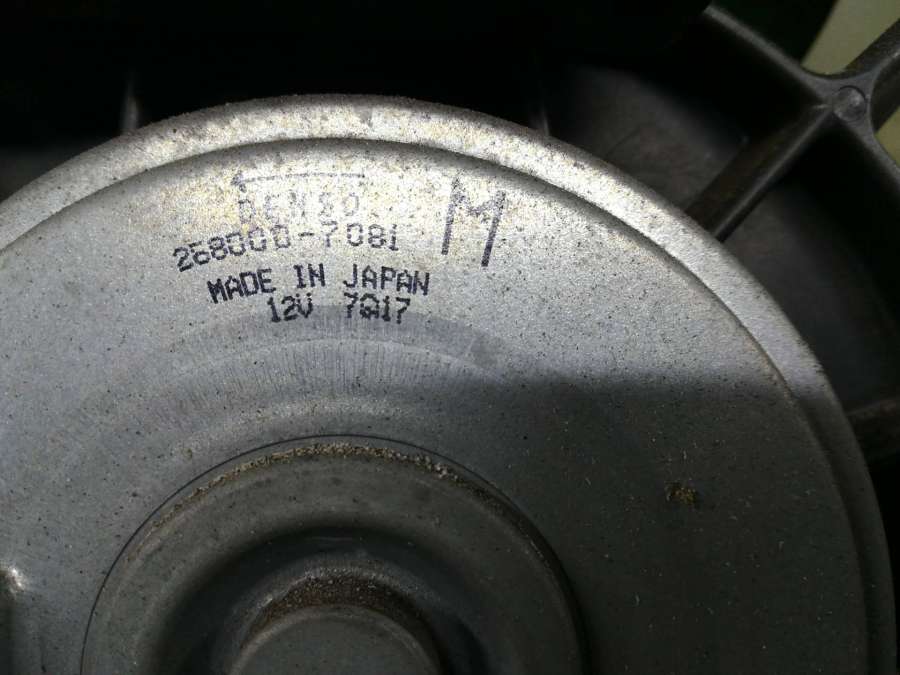 DENSO
M
268000-7081
MADE IN JAPAN
12V 7Q17